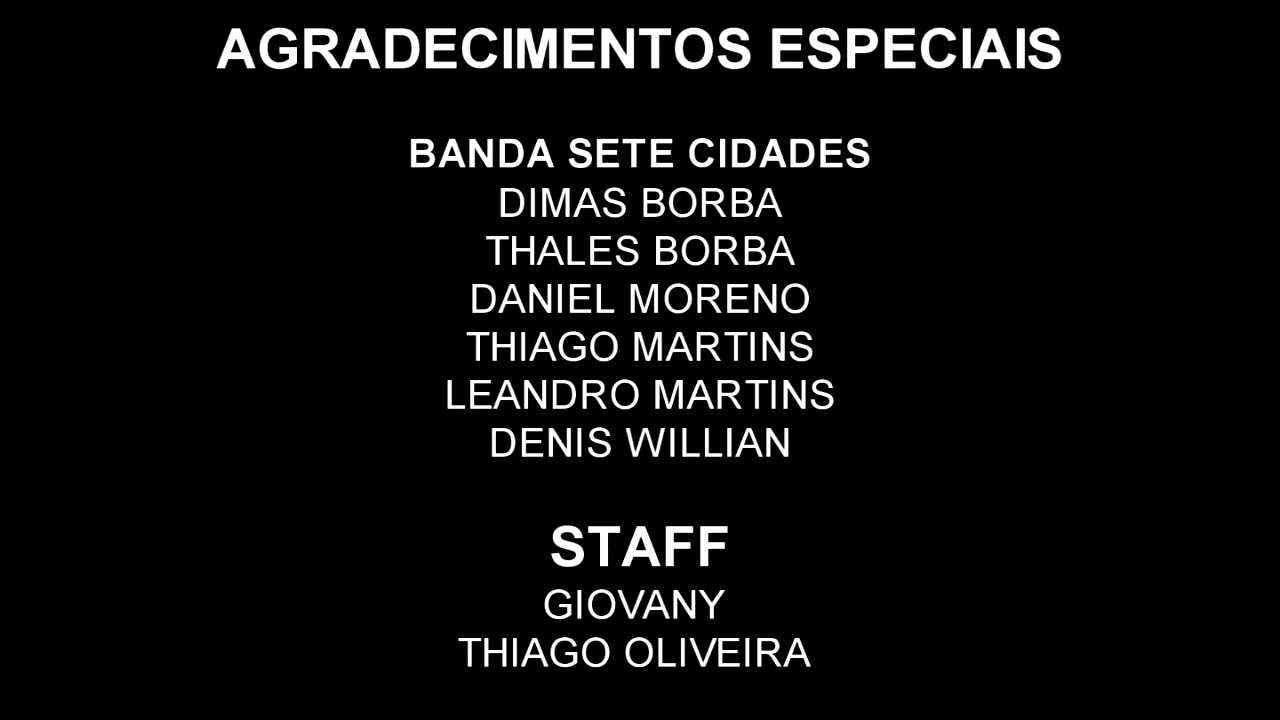 AGRADECIMENTOS ESPECIAIS
BANDA SETE CIDADES
DIMAS BORBA
THALES BORBA
DANIEL MORENO
THIAGO MARTINS
LEANDRO MARTINS
DENIS WILLIAN
STAFF
GIOVANY
THIAGO OLIVEIRA